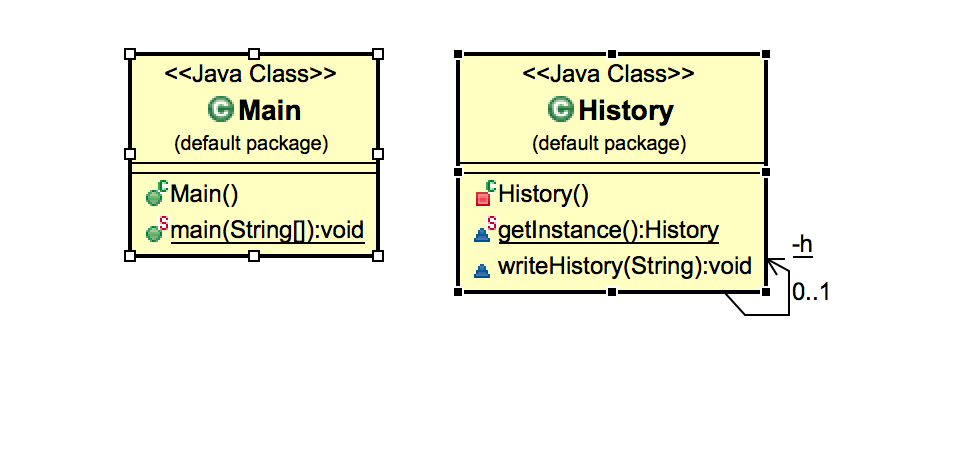 <<Java Class>>
C Main
(default package)
C Main()
S main(String[]):void
<<Java Class>>
C History
(default package)
C History()
S getInstance():History
writeHistory(String):void
-h
0..1